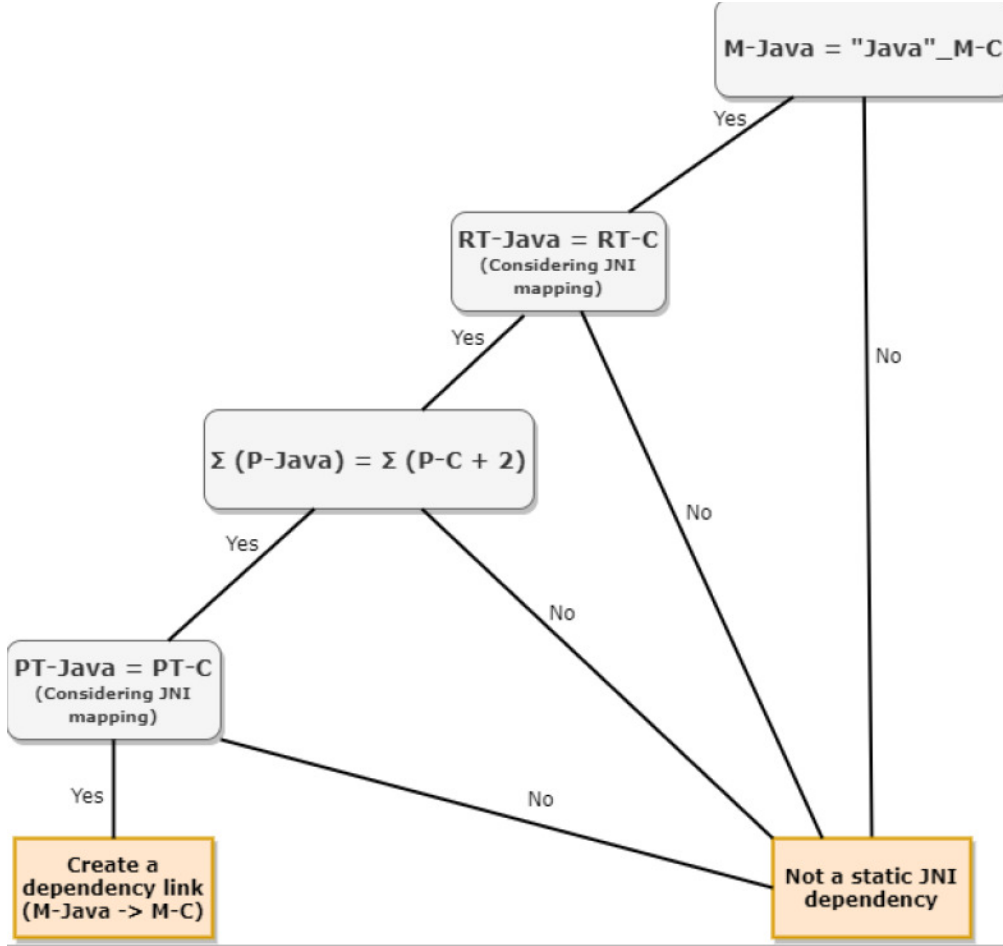 M-Java = "Java"_M-C
Yes
RT-Java = RT-C
(Considering JNI
mapping)
Yes
No
Σ (P-Java) = Σ (P-C + 2)
No
Yes
No
PT-Java = PT-C
(Considering JNI
mapping)
Yes
No
Create a
dependency link
(M-Java -> M-C)
Not a static JNI
dependency